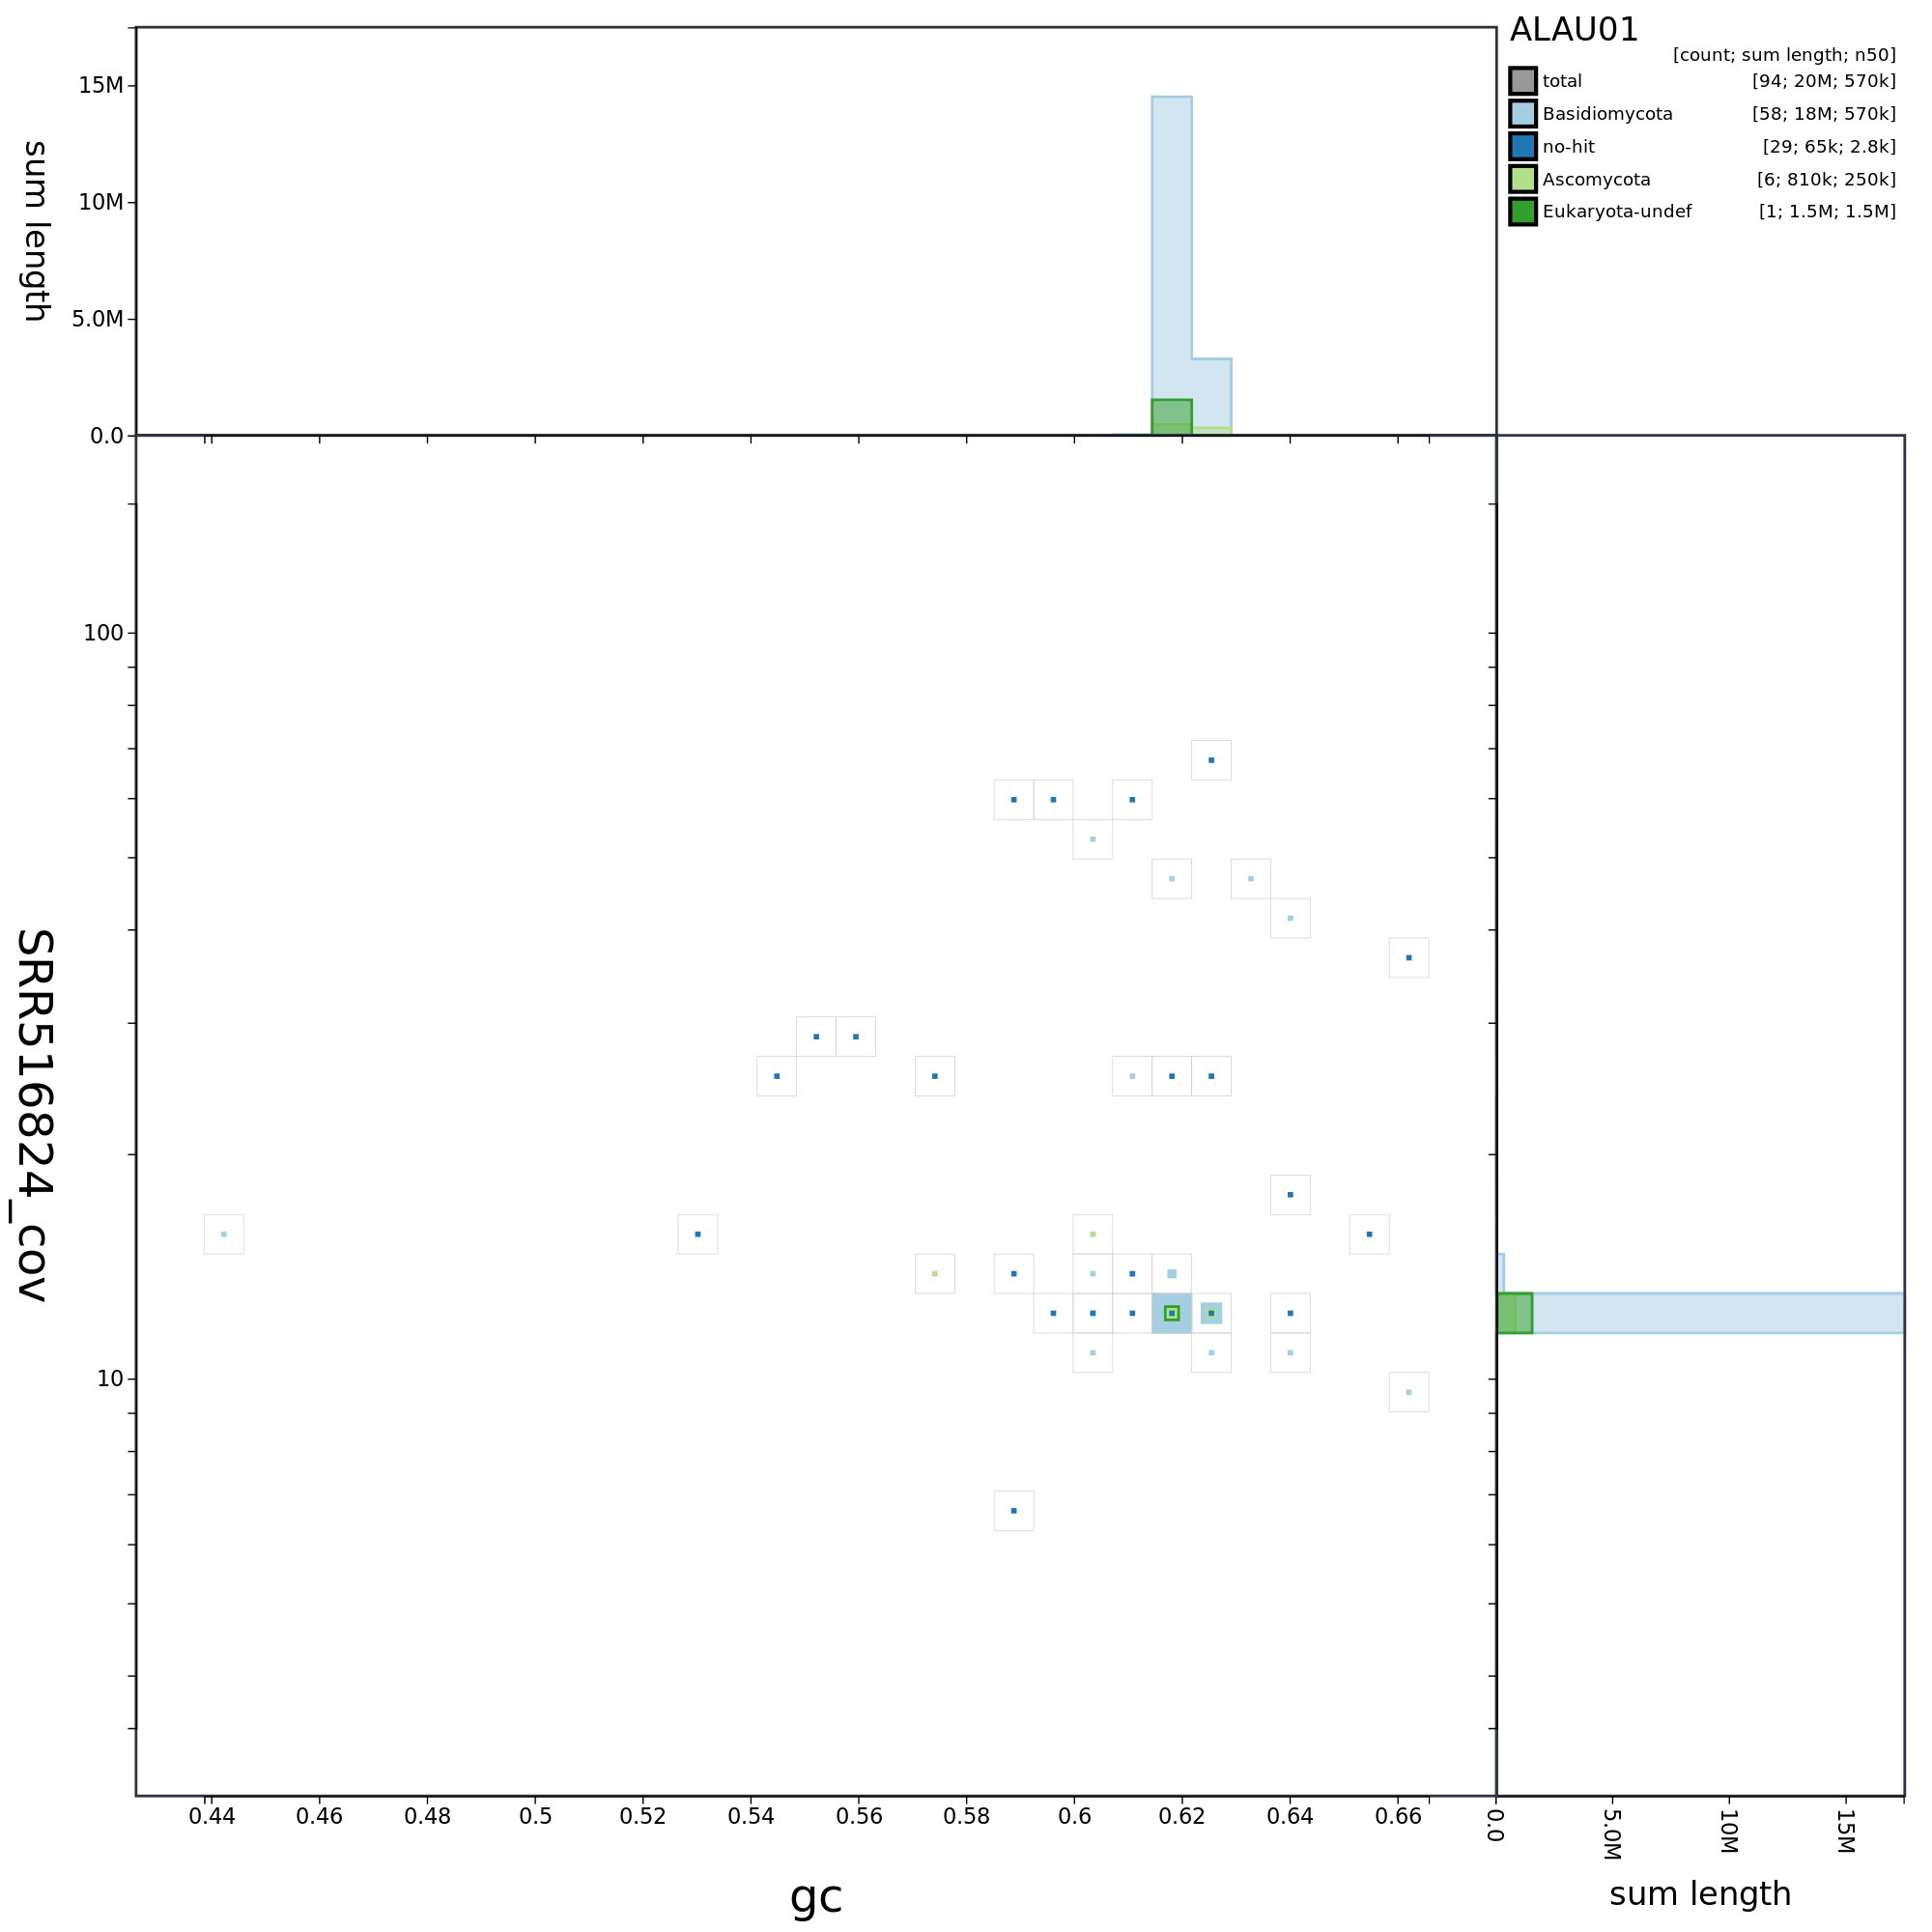 ALAU01
[count; sum length; n50]
total [94; 20M; 570k]
Basidiomycota [58; 18M; 570k]
no-hit [29; 65k; 2.8k]
Ascomycota [6; 810k; 250k]
Eukaryota-undef [1; 1.5M; 1.5M]
sum length
15M
10M
5.0M
0.0
SRR516824_cov
100
10
0.44 0.46 0.48 0.5 0.52 0.54 0.56 0.58 0.6 0.62 0.64 0.66
gc
0.0 5.0M 10M 15M
sum length